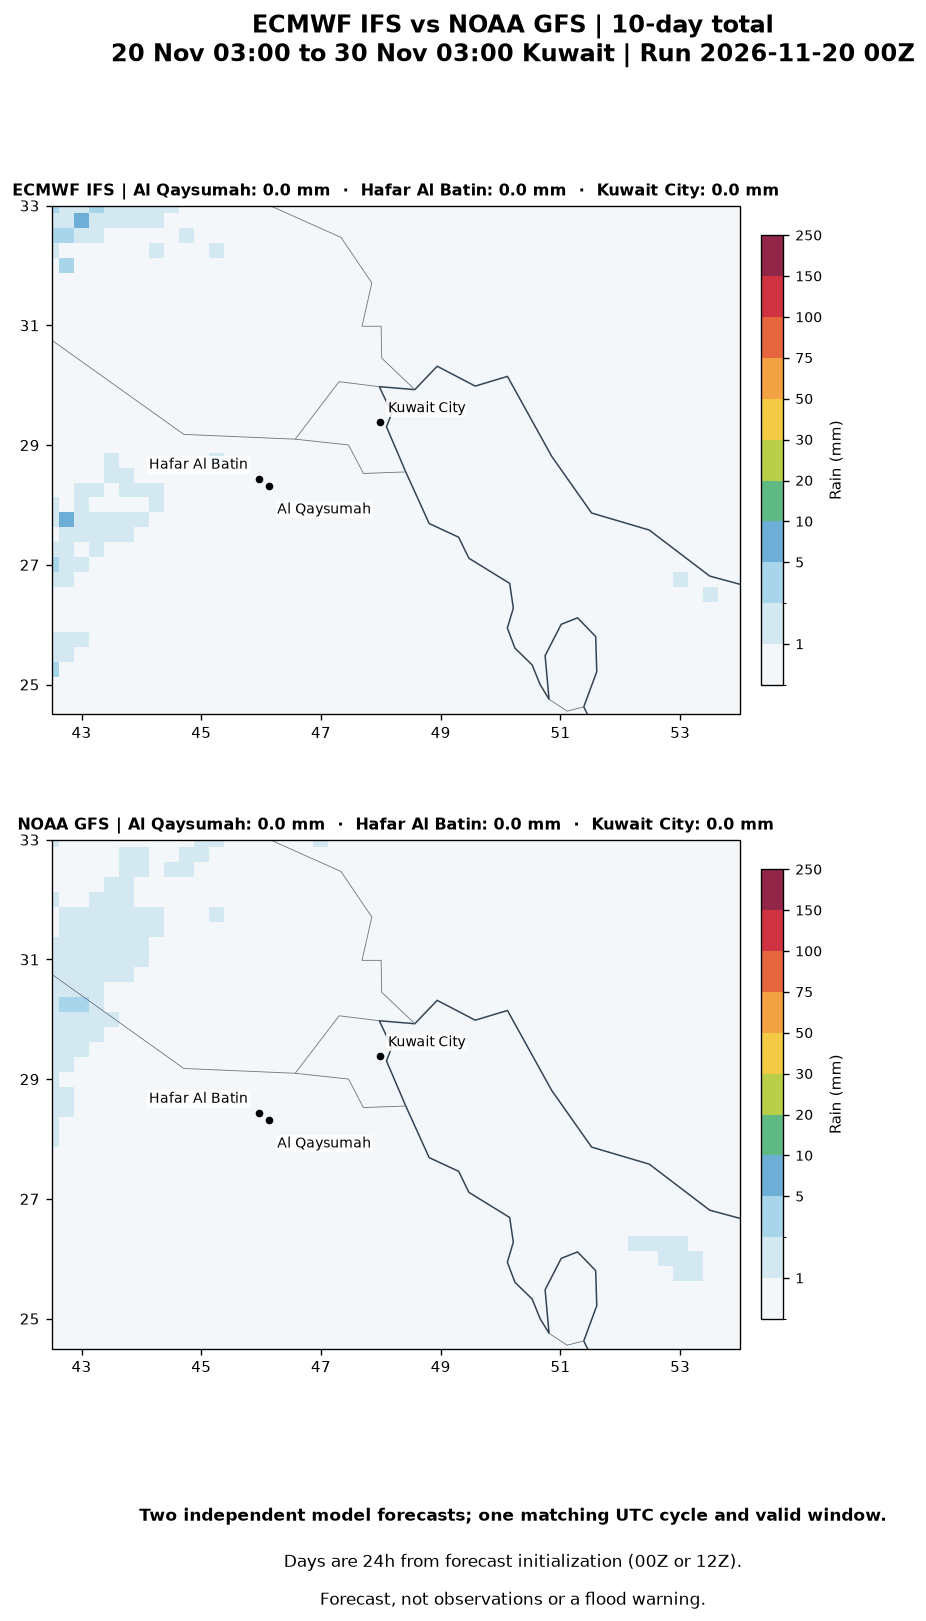 ECMWF IFS vs NOAA GFS | 10-day total
20 Nov 03:00 to 30 Nov 03:00 Kuwait | Run 2026-11-20 00Z
ECMWF IFS | Al Qaysumah: 0.0 mm · Hafar Al Batin: 0.0 mm · Kuwait City: 0.0 mm
33
31
29
27
25
Kuwait City
Hafar Al Batin
Al Qaysumah
43
45
47
49
51
53
250
150
100
75
50
30
20
10
5
1
Rain (mm)
NOAA GFS | Al Qaysumah: 0.0 mm · Hafar Al Batin: 0.0 mm · Kuwait City: 0.0 mm
33
31
29
27
25
Kuwait City
Hafar Al Batin
Al Qaysumah
43
45
47
49
51
53
250
150
100
75
50
30
20
10
5
1
Rain (mm)
Two independent model forecasts; one matching UTC cycle and valid window.
Days are 24h from forecast initialization (00Z or 12Z).
Forecast, not observations or a flood warning.